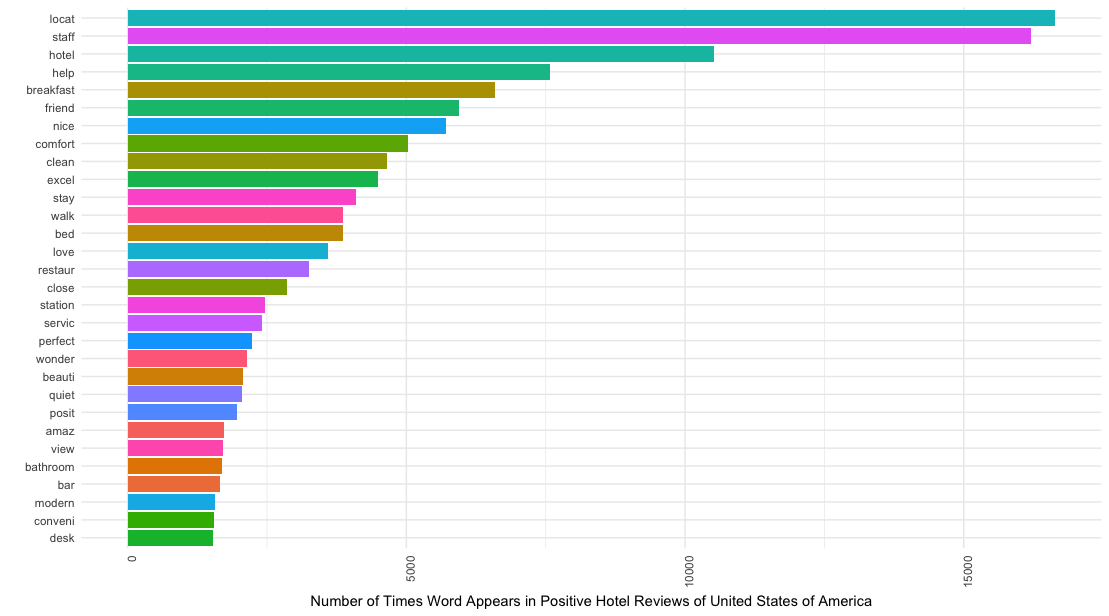 locat
staff
hotel
help
breakfast
friend
nice
comfort
clean
excel
stay
walk
bed
love
restaur
close
station
servic
perfect
wonder
beauti
quiet
posit
amaz
view
bathroom
bar
modern
conveni
desk
0
5000
10000
15000
Number of Times Word Appears in Positive Hotel Reviews of United States of America